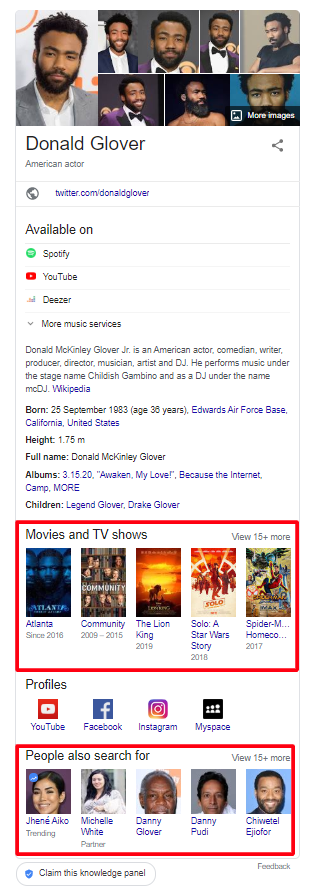 More images
Donald Glover
American actor
twitter.com/donaldglover
Available on
Spotify
YouTube
Deezer
More music services
Donald McKinley Glover Jr. is an American actor, comedian, writer,
producer, director, musician, artist and DJ. He performs music under
the stage name Childish Gambino and as a DJ under the name
mcDJ. Wikipedia
Born: 25 September 1983 (age 36 years), Edwards Air Force Base,
California, United States
Height: 1.75 m
Full name: Donald McKinley Glover
Albums: 3.15.20, "Awaken, My Love!", Because the Internet,
Camp, MORE
Children: Legend Glover, Drake Glover
Movies and TV shows
View 15+ more
ATLANTA
COMMUNITY
THE LION KING
SOLO
IMAX
Atlanta
Since 2016
Community
2009 – 2015
The Lion
King
2019
Solo: A
Star Wars
Story
2018
Spider-M...
Homeco...
2017
Profiles
YouTube
Facebook
Instagram
Myspace
People also search for
View 15+ more
Jhené Aiko
Trending
Michelle
White
Partner
Danny
Glover
Danny
Pudi
Chiwetel
Ejiofor
Feedback
Claim this knowledge panel